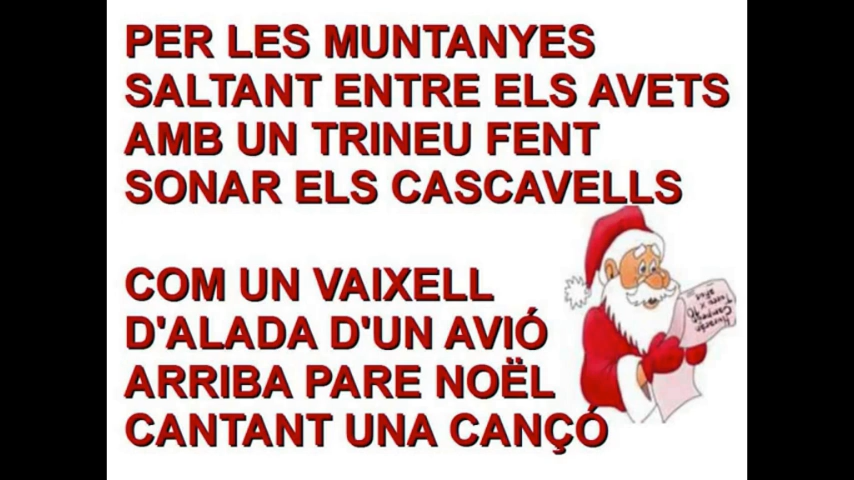 PER LES MUNTANYES
SALTANT ENTRE ELS AVETS
AMB UN TRINEU FENT
SONAR ELS CASCAVELLS
COM UN VAIXELL
D'ALADA D'UN AVIÓ
ARRIBA PARE NOËL
CANTANT UNA CANÇÓ